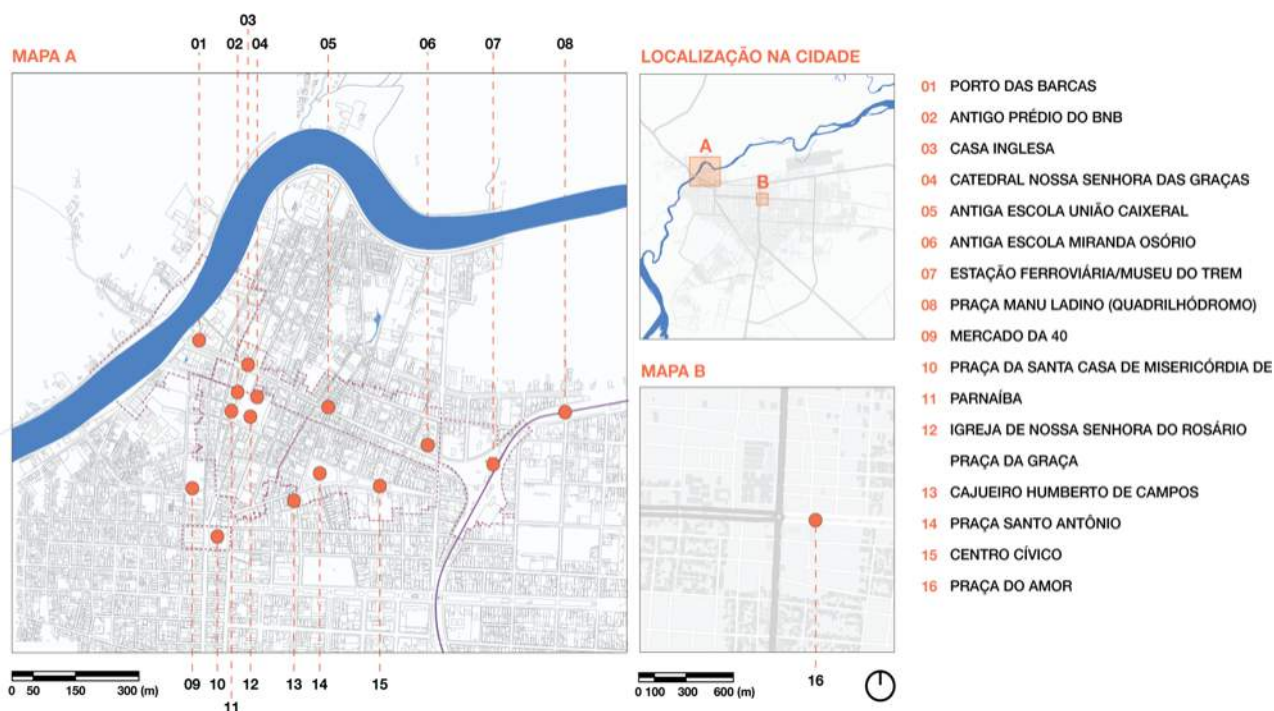 03
MAPA A
01 02 04 05 06 07 08
LOCALIZAÇÃO NA CIDADE
A
B
MAPA B
0 50 150 300 (m)
09 10 12 13 14 15
11
0 100 300 600 (m)
16
01 PORTO DAS BARCAS
02 ANTIGO PRÉDIO DO BNB
03 CASA INGLESA
04 CATEDRAL NOSSA SENHORA DAS GRAÇAS
05 ANTIGA ESCOLA UNIÃO CAIXERAL
06 ANTIGA ESCOLA MIRANDA OSÓRIO
07 ESTAÇÃO FERROVIÁRIA/MUSEU DO TREM
08 PRAÇA MANU LADINO (QUADRILHÓDROMO)
09 MERCADO DA 40
10 PRAÇA DA SANTA CASA DE MISERICÓRDIA DE
11 PARNAÍBA
12 IGREJA DE NOSSA SENHORA DO ROSÁRIO
PRAÇA DA GRAÇA
13 CAJUEIRO HUMBERTO DE CAMPOS
14 PRAÇA SANTO ANTÔNIO
15 CENTRO CÍVICO
16 PRAÇA DO AMOR